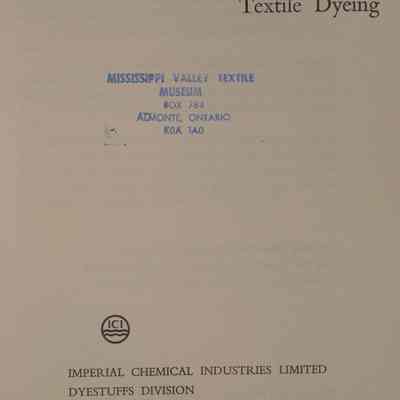 Textile Dyeing
MISSISSIPPI VALLEY TEXTILE
MUSEUM
BOX 784
ALMONTE, ONTARIO
K0A 1A0
ICI
IMPERIAL CHEMICAL INDUSTRIES LIMITED
DYESTUFFS DIVISION